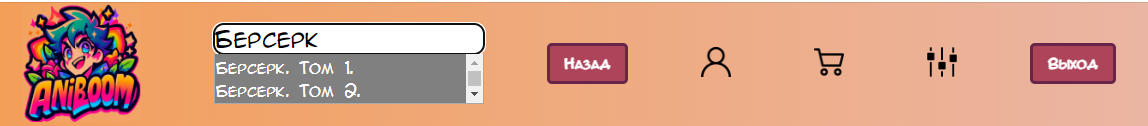 ANIBOOM
Берсерк
Берсерк. Том 1.
Берсерк. Том 2.
Назад
Выход